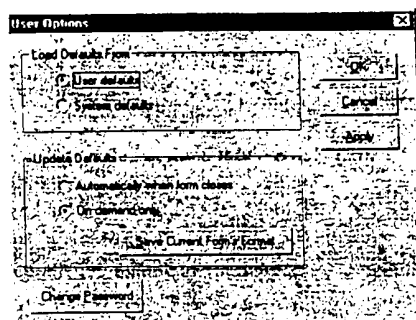 User Options
Load Defaults From
User defaults
System defaults
OK
Cancel
Apply
Update Defaults
Automatically when form closes
On demand only
Save Current Form's Format
Change Password